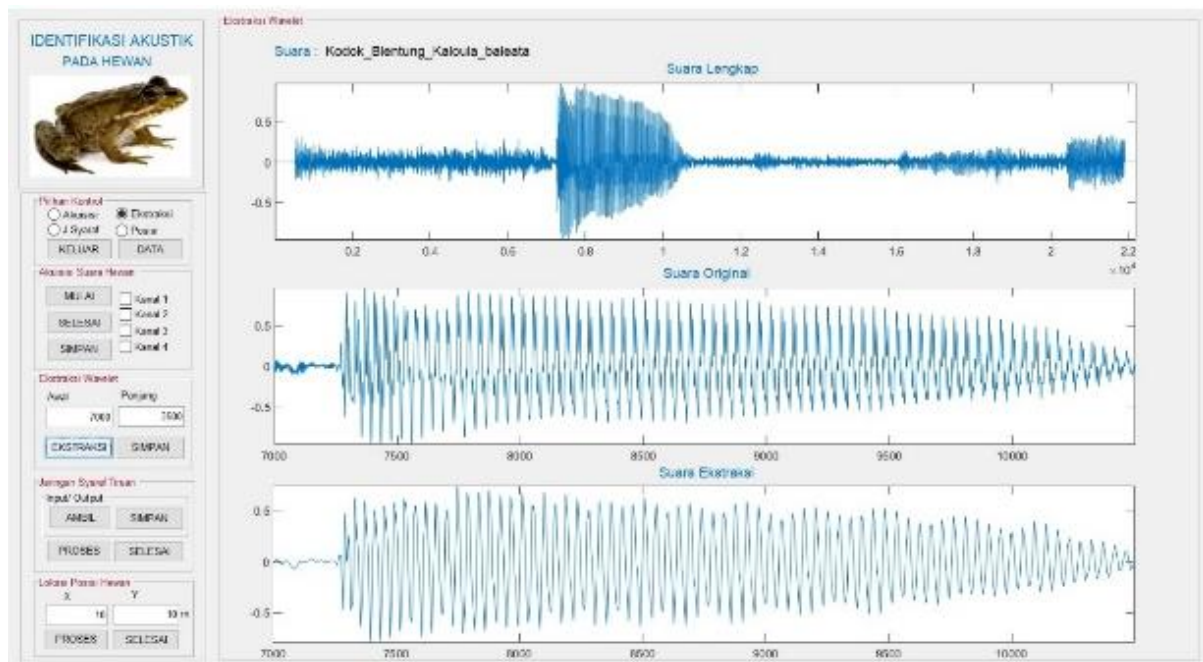 IDENTIFIKASI AKUSTIK
PADA HEWAN
Pilihan Kontrol
Akuisisi
Ekstraksi
J.Syaraf
Posisi
KELUAR
DATA
Akuisisi Suara Hewan
MULAI
SELESAI
SIMPAN
Kanal 1
Kanal 2
Kanal 3
Kanal 4
Ekstraksi Wavelet
Awal
Panjang
7000
3500
EKSTRAKSI
SIMPAN
Jaringan Syaraf Tiruan
Input/ Output
AMBIL
SIMPAN
PROSES
SELESAI
Lokasi Posisi Hewan
X
Y
10
10 m
PROSES
SELESAI
Ekstraksi Wavelet
Suara : Kodok_Blentung_Kaloula_baleata
Suara Lengkap
0.5
0
-0.5
0.2 0.4 0.6 0.8 1 1.2 1.4 1.6 1.8 2 2.2
×10⁴
Suara Original
0.5
0
-0.5
7000 7500 8000 8500 9000 9500 10000
Suara Ekstraksi
0.5
0
-0.5
7000 7500 8000 8500 9000 9500 10000